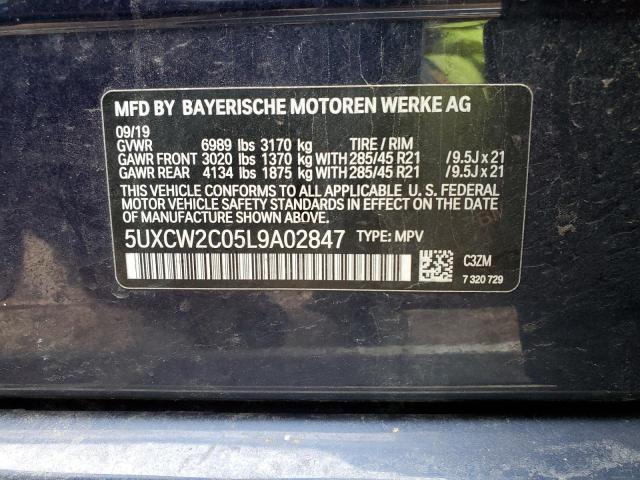 MFD BY BAYERISCHE MOTOREN WERKE AG
09/19
GVWR 6989 lbs 3170 kg TIRE / RIM
GAWR FRONT 3020 lbs 1370 kg WITH 285/45 R21 /9.5J x 21
GAWR REAR 4134 lbs 1875 kg WITH 285/45 R21 /9.5J x 21
THIS VEHICLE CONFORMS TO ALL APPLICABLE U. S. FEDERAL
MOTOR VEHICLE SAFETY STANDARDS IN EFFECT ON THE
DATE OF MANUFACTURE SHOWN ABOVE.
5UXCW2C05L9A02847 TYPE: MPV
C3ZM
7 320 729